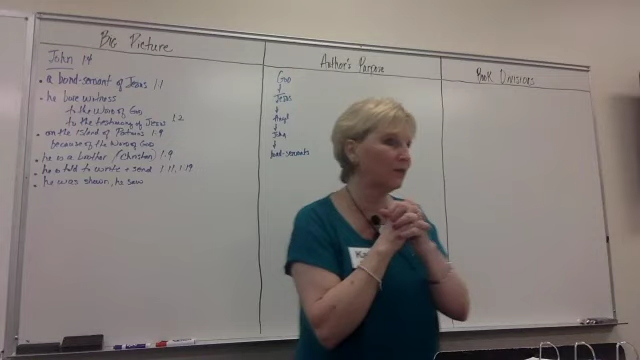 Big Picture
John 1:4
• a bond-servant of Jesus 1:1
• he bore witness
to the Word of God
to the testimony of Jesus 1:2
• on the island of Patmos 1:9
because of the Word of God
• he is a brother (Christian) 1:9
• he is told to write + send 1:11, 1:19
• he was shown, he saw
Author's Purpose
God
Jesus
Angel
John
bond-servants
Book Divisions